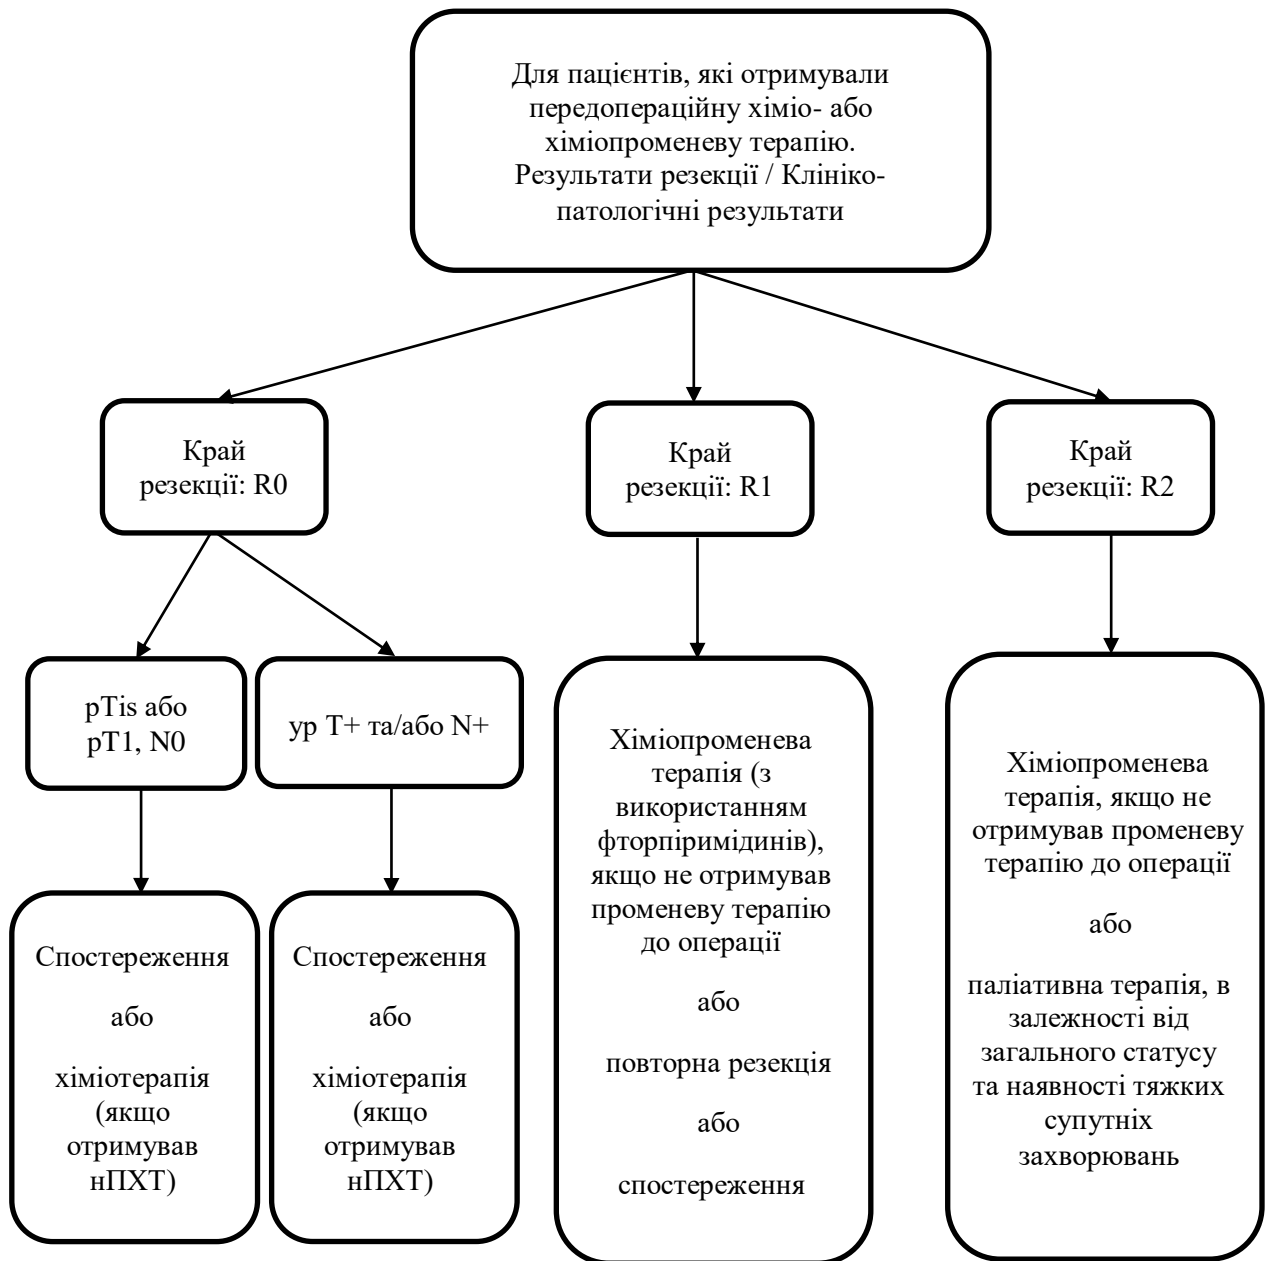 Для пацієнтів, які отримували
передопераційну хіміо- або
хіміопроменеву терапію.
Результати резекції / Клініко-
патологічні результати
Край
резекції: R0
Край
резекції: R1
Край
резекції: R2
pTis або
pT1, N0
ур T+ та/або N+
Спостереження
або
хіміотерапія
(якщо
отримував
нПХТ)
Спостереження
або
хіміотерапія
(якщо
отримував
нПХТ)
Хіміопроменева
терапія (з
використанням
фторпіримідинів),
якщо не отримував
променеву терапію
до операції
або
повторна резекція
або
спостереження
Хіміопроменева
терапія, якщо не
отримував променеву
терапію до операції
або
паліативна терапія, в
залежності від
загального статусу
та наявності тяжких
супутніх
захворювань